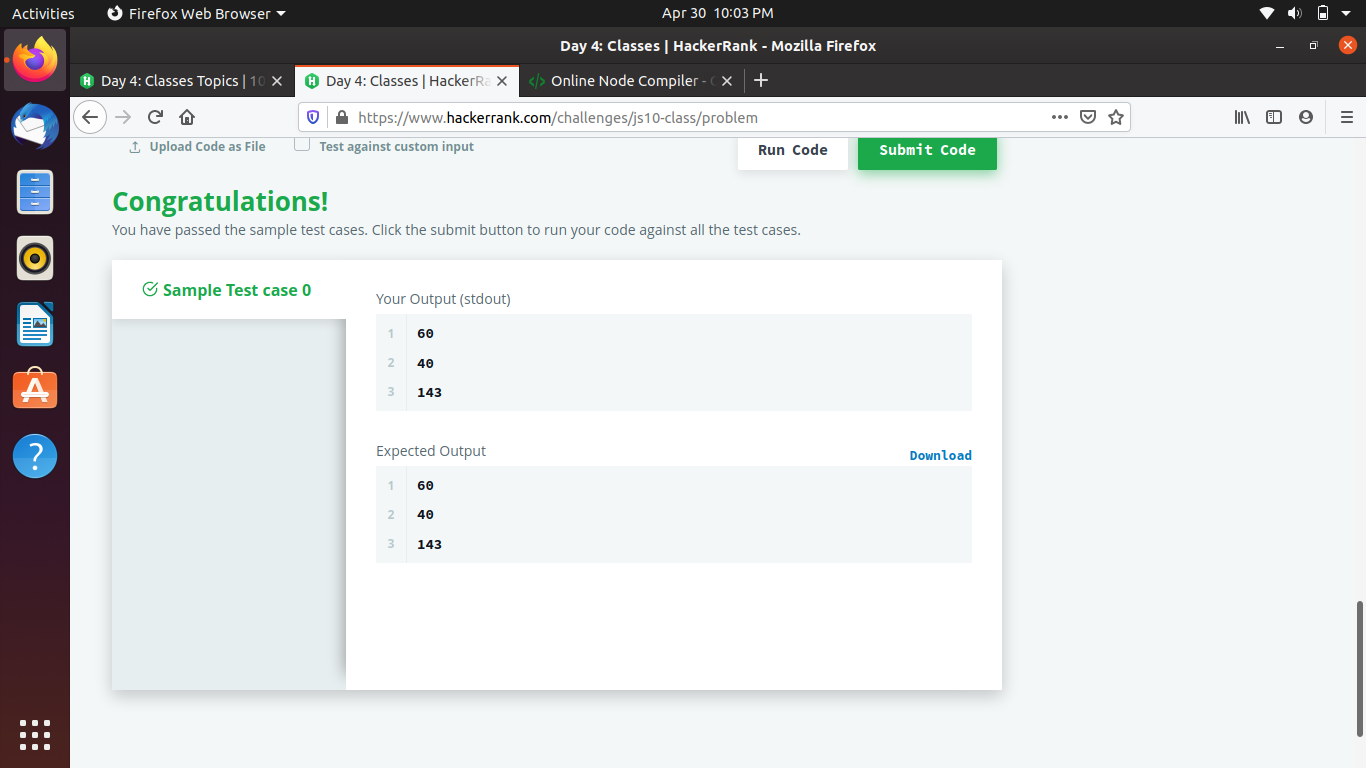 Activities
Firefox Web Browser
Apr 30 10:03 PM
Day 4: Classes | HackerRank - Mozilla Firefox
Day 4: Classes Topics | 10
Day 4: Classes | HackerRa
Online Node Compiler -
https://www.hackerrank.com/challenges/js10-class/problem
Upload Code as File
Test against custom input
Run Code
Submit Code
Congratulations!
You have passed the sample test cases. Click the submit button to run your code against all the test cases.
Sample Test case 0
Your Output (stdout)
1 60
2 40
3 143
Expected Output
Download
1 60
2 40
3 143